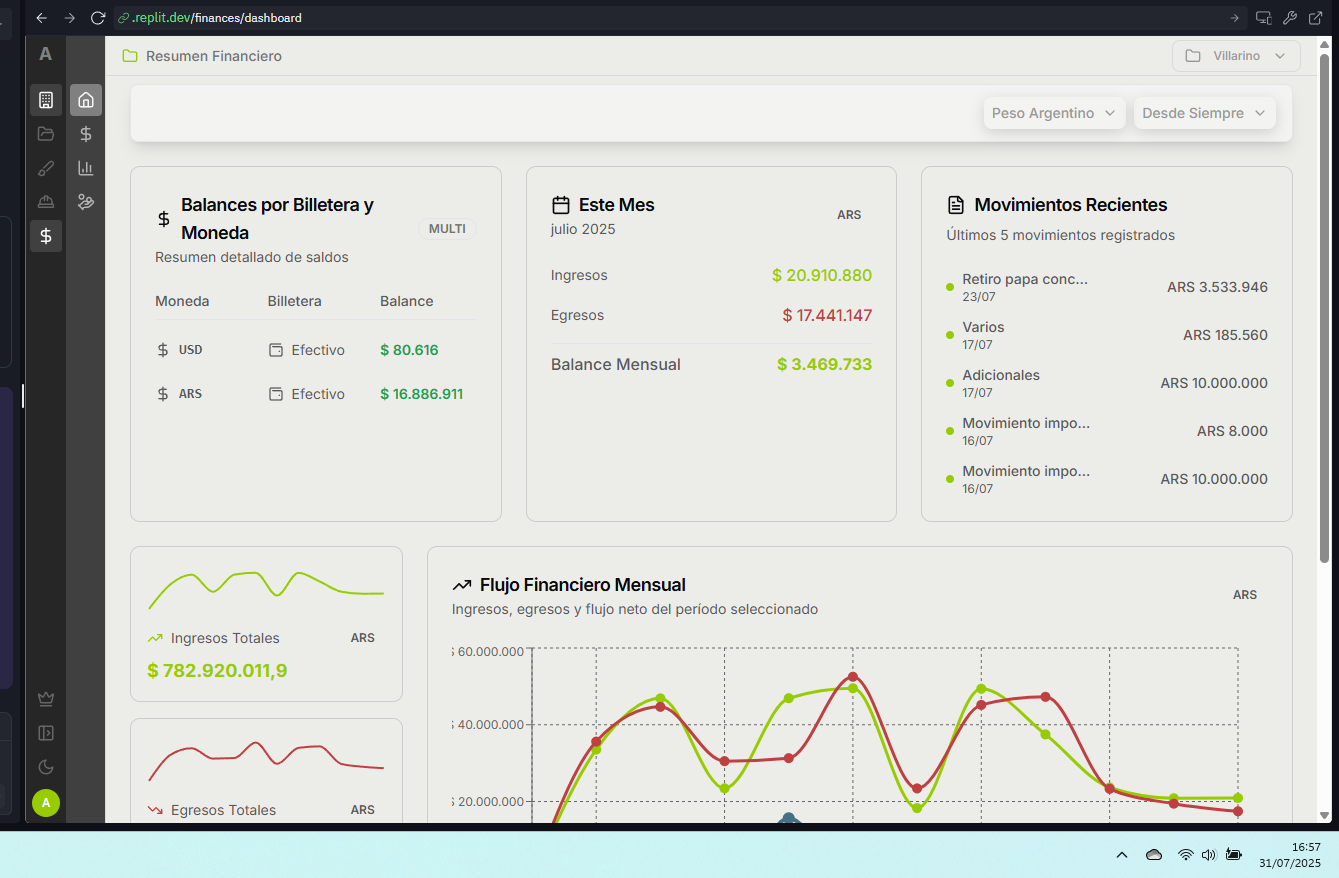 .replit.dev/finances/dashboard
A
Resumen Financiero
Villarino
Peso Argentino
Desde Siempre
Balances por Billetera y
Moneda
MULTI
Resumen detallado de saldos
Moneda Billetera Balance
$ USD Efectivo $ 80.616
$ ARS Efectivo $ 16.886.911
Este Mes
julio 2025
ARS
Ingresos $ 20.910.880
Egresos $ 17.441.147
Balance Mensual $ 3.469.733
Movimientos Recientes
Últimos 5 movimientos registrados
Retiro papa conc... ARS 3.533.946
23/07
Varios ARS 185.560
17/07
Adicionales ARS 10.000.000
17/07
Movimiento impo... ARS 8.000
16/07
Movimiento impo... ARS 10.000.000
16/07
Ingresos Totales ARS
$ 782.920.011,9
Egresos Totales ARS
Flujo Financiero Mensual
Ingresos, egresos y flujo neto del período seleccionado
ARS
$ 60.000.000
$ 40.000.000
$ 20.000.000
A
16:57
31/07/2025